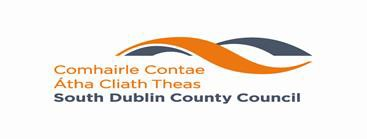 Comhairle Contae
Átha Cliath Theas
South Dublin County Council